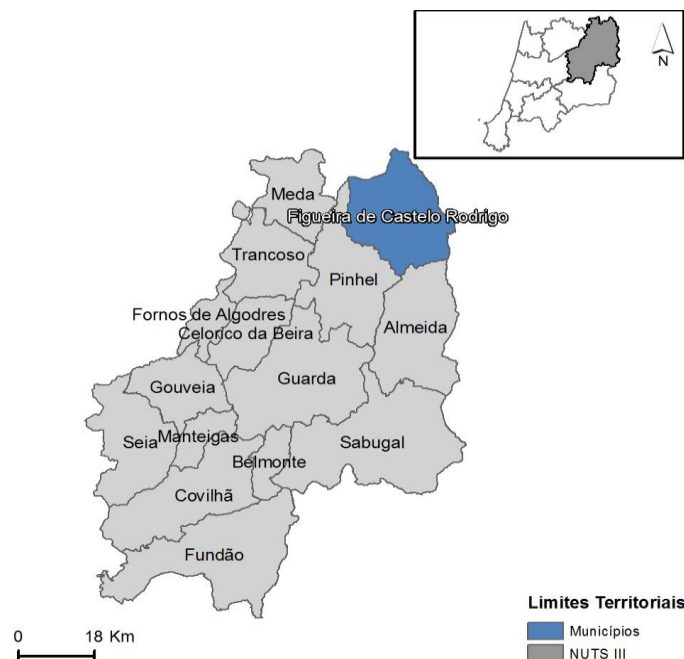 N
Meda
Figueira de Castelo Rodrigo
Trancoso
Pinhel
Fornos de Algodres
Celorico da Beira
Almeida
Guarda
Gouveia
Seia
Manteigas
Sabugal
Belmonte
Covilhã
Fundão
0 18 Km
Limites Territoriais
Municípios
NUTS III